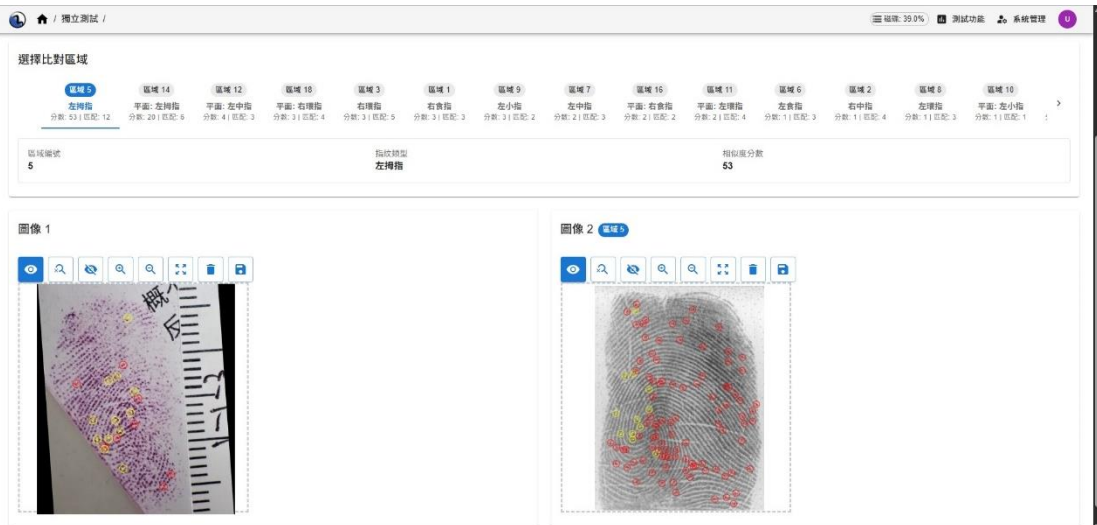 / 獨立測試 /
磁碟: 39.0%
測試功能
系統管理
U
選擇比對區域
區域 5 區域 14 區域 12 區域 18 區域 3 區域 1 區域 9 區域 7 區域 16 區域 11 區域 6 區域 2 區域 8 區域 10
左拇指 平面: 左拇指 平面: 左中指 平面: 右環指 右環指 右食指 左小指 左中指 平面: 右食指 平面: 左環指 左食指 右中指 左環指 平面: 左小指
分數: 53 | 匹配: 12 分數: 20 | 匹配: 5 分數: 4 | 匹配: 3 分數: 3 | 匹配: 4 分數: 3 | 匹配: 5 分數: 3 | 匹配: 3 分數: 3 | 匹配: 2 分數: 2 | 匹配: 3 分數: 2 | 匹配: 2 分數: 2 | 匹配: 4 分數: 1 | 匹配: 3 分數: 1 | 匹配: 4 分數: 1 | 匹配: 3 分數: 1 | 匹配: 1
區域編號 指紋類型 相似度分數
5 左拇指 53
圖像 1
圖像 2 區域 5